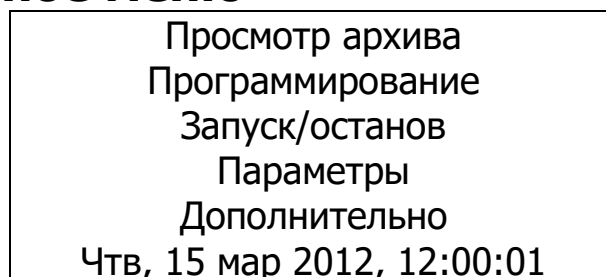 Просмотр архива
Программирование
Запуск/останов
Параметры
Дополнительно
Чтв, 15 мар 2012, 12:00:01